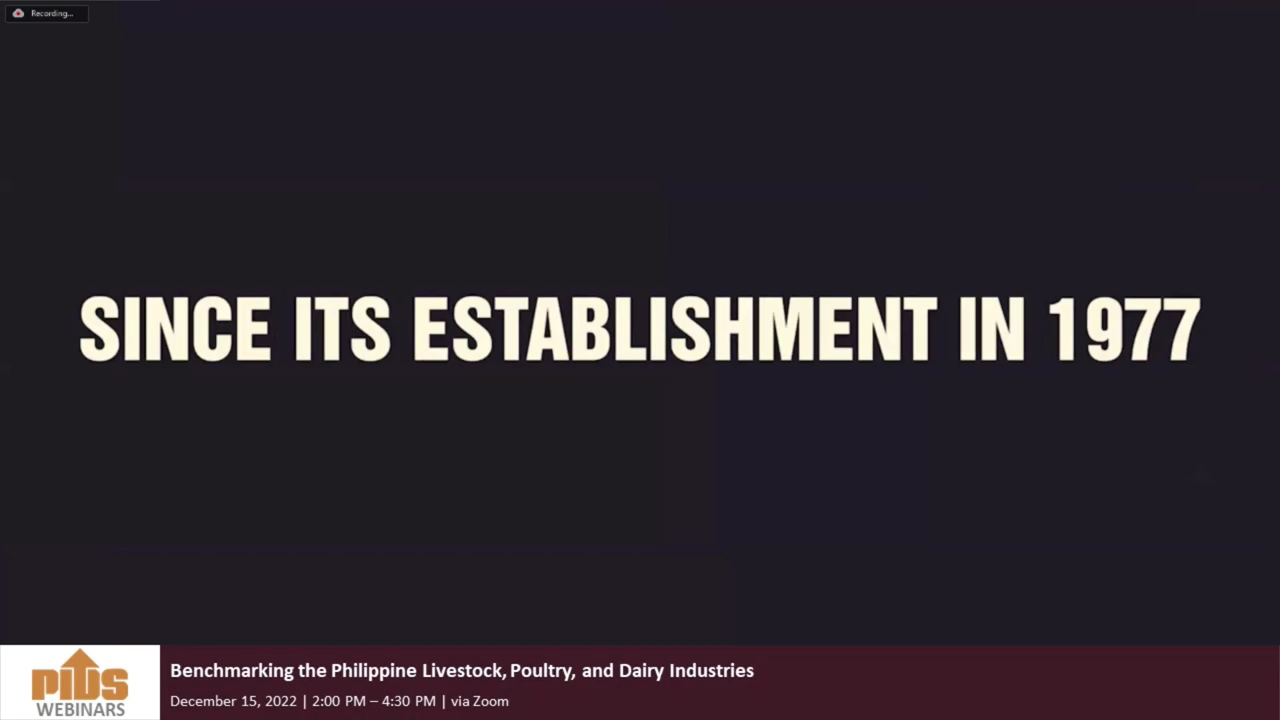 Recording...
SINCE ITS ESTABLISHMENT IN 1977
pids
WEBINARS
Benchmarking the Philippine Livestock, Poultry, and Dairy Industries
December 15, 2022 | 2:00 PM – 4:30 PM | via Zoom